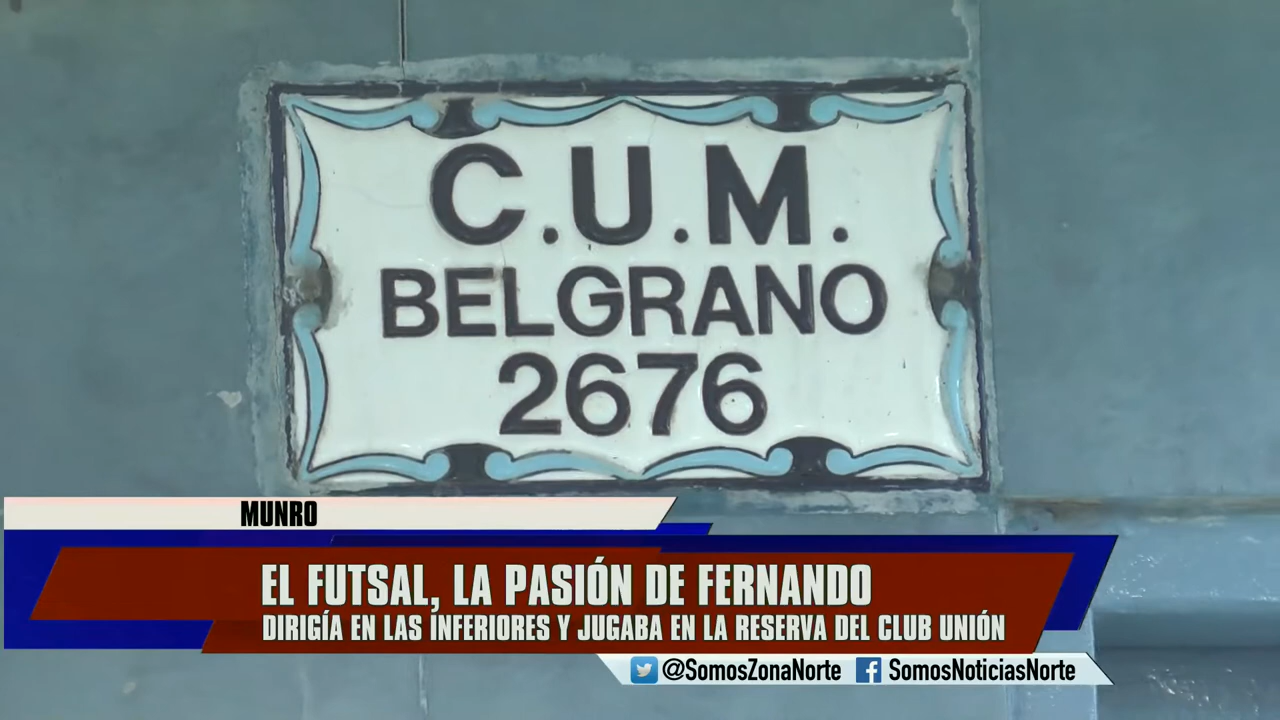 C.U.M.
BELGRANO
2676
MUNRO
EL FUTSAL, LA PASIÓN DE FERNANDO
DIRIGÍA EN LAS INFERIORES Y JUGABA EN LA RESERVA DEL CLUB UNIÓN
@SomosZonaNorte SomosNoticiasNorte